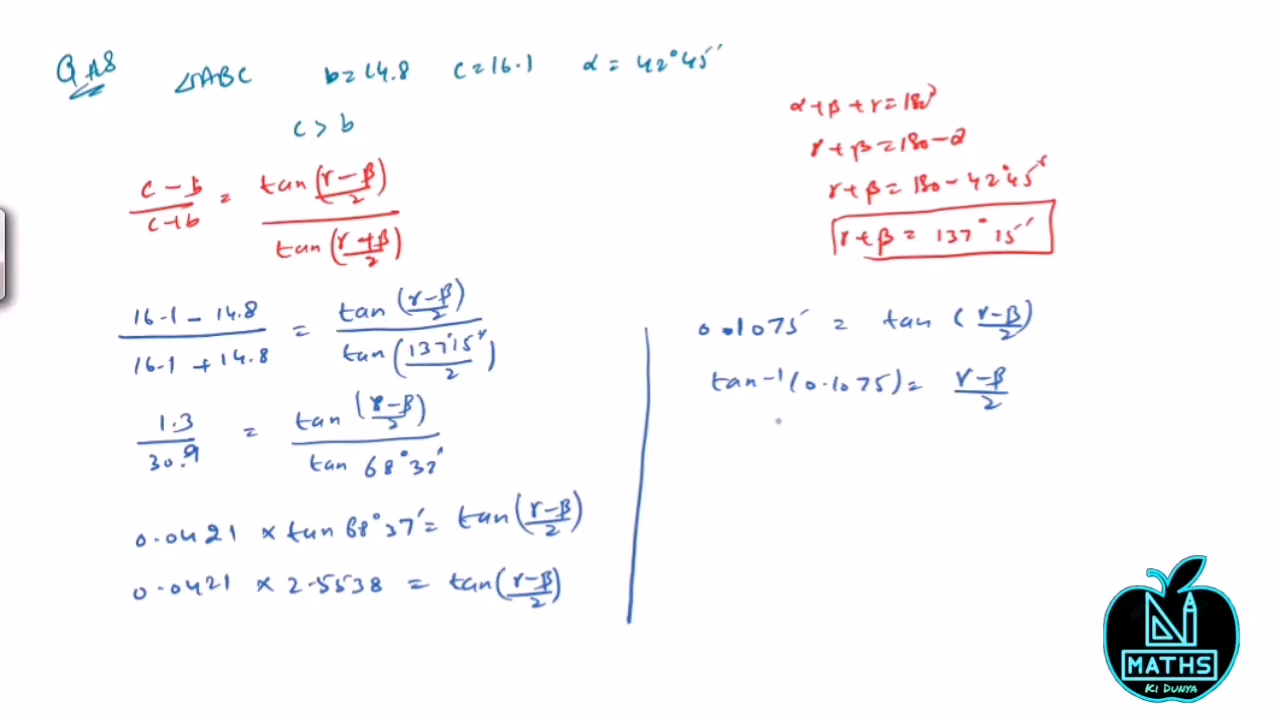 Q.No8 △ABC b=14.8 c=16.1 α = 42°45′
c > b
(c-b)/(c+b) = tan((γ-β)/2)/tan((γ+β)/2)
(16.1 - 14.8)/(16.1 + 14.8) = tan((γ-β)/2)/tan(137°15′/2)
1.3/30.9 = tan((γ-β)/2)/tan 68°37′
0.0421 × tan 68°37′ = tan((γ-β)/2)
0.0421 × 2.5538 = tan((γ-β)/2)
α+β+γ=180°
γ+β=180-α
γ+β = 180 - 42°45′
γ+β = 137°15′
0.1075 = tan((γ-β)/2)
tan-1(0.1075) = (γ-β)/2
MATHS
KI DUNYA